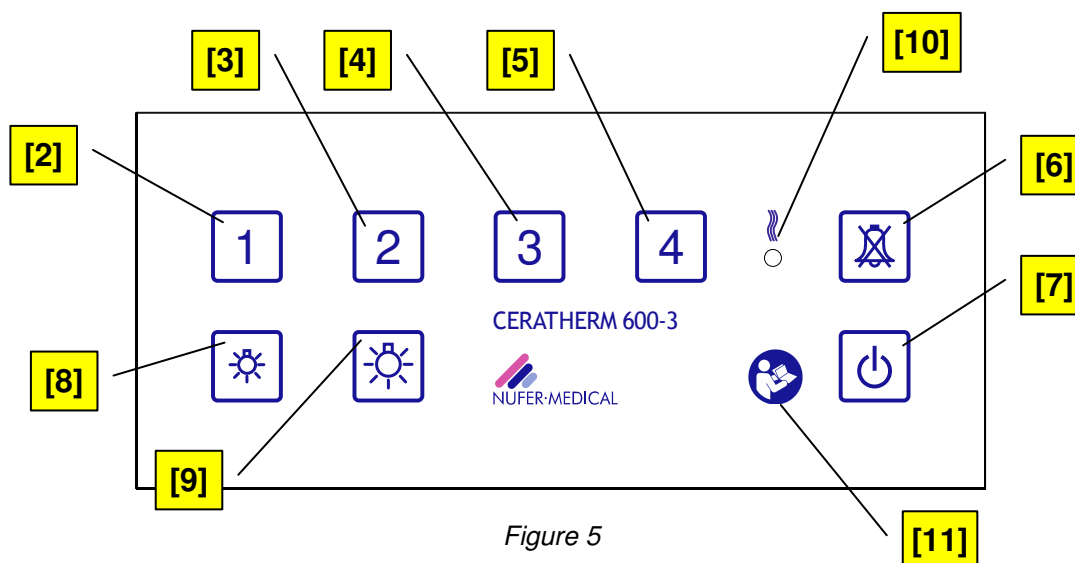 [3] [4] [5] [10]
[2] [6]
1 2 3 4
[7]
CERATHERM 600-3
[8]
NUFER·MEDICAL
[9]
Figure 5
[11]